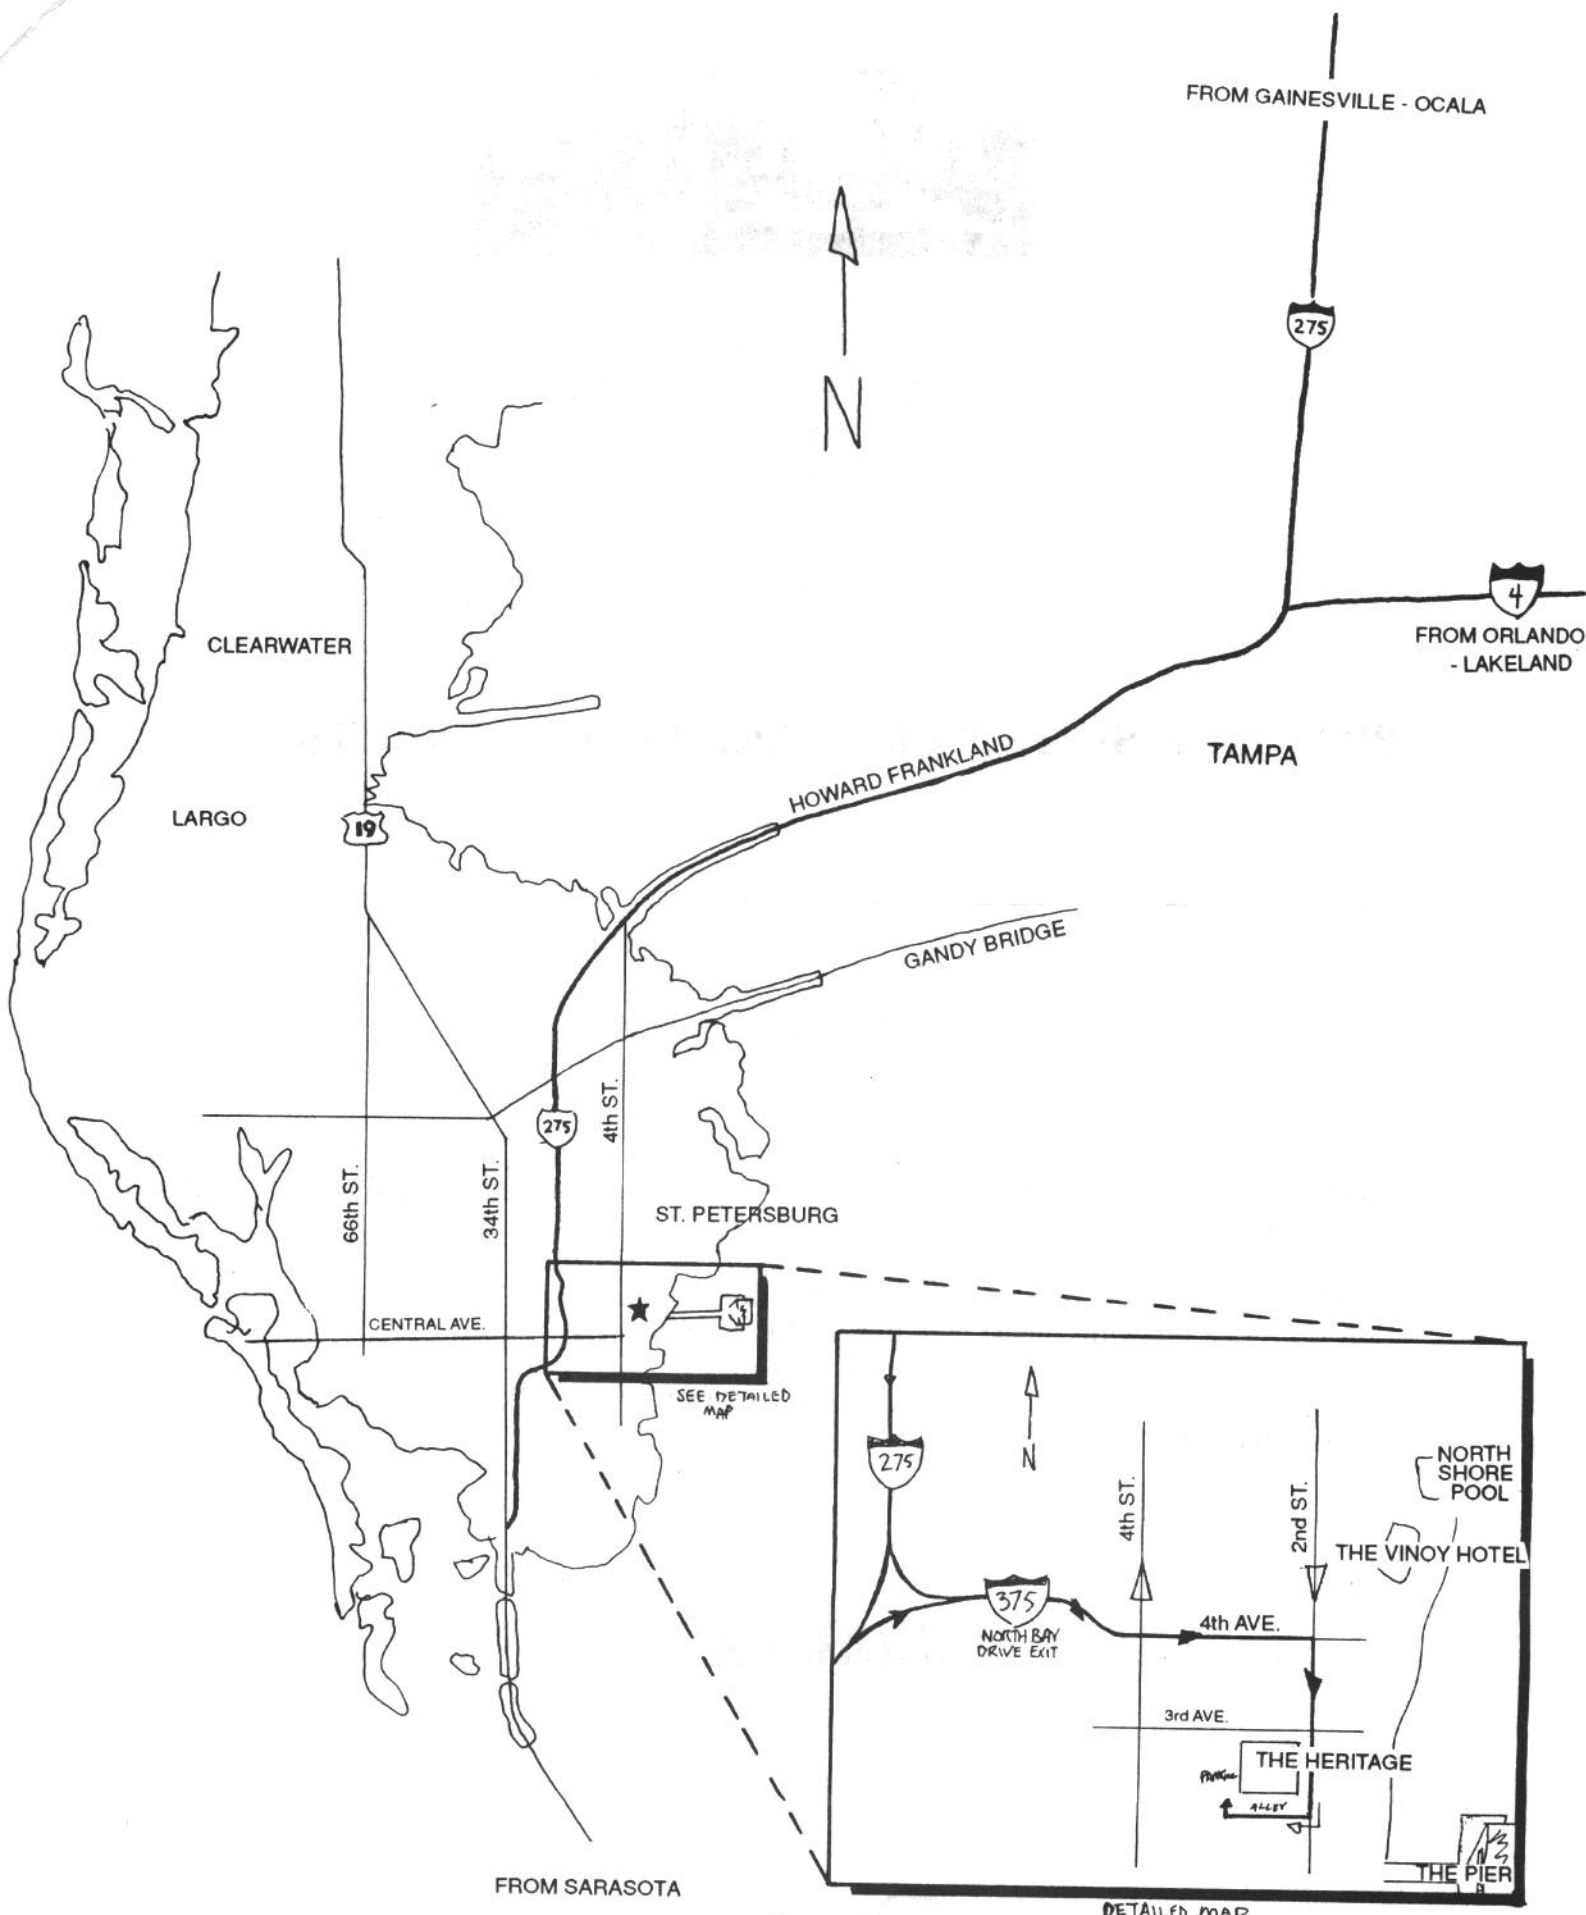 FROM GAINESVILLE - OCALA
275
N
4
FROM ORLANDO
- LAKELAND
CLEARWATER
TAMPA
HOWARD FRANKLAND
LARGO
19
GANDY BRIDGE
275
4th ST.
66th ST.
34th ST.
ST. PETERSBURG
CENTRAL AVE.
SEE DETAILED
MAP
275
N
4th ST.
2nd ST.
NORTH
SHORE
POOL
THE VINOY HOTEL
375
NORTH BAY
DRIVE EXIT
4th AVE.
3rd AVE.
THE HERITAGE
PARKING
ALLEY
THE PIER
FROM SARASOTA
DETAILED MAP